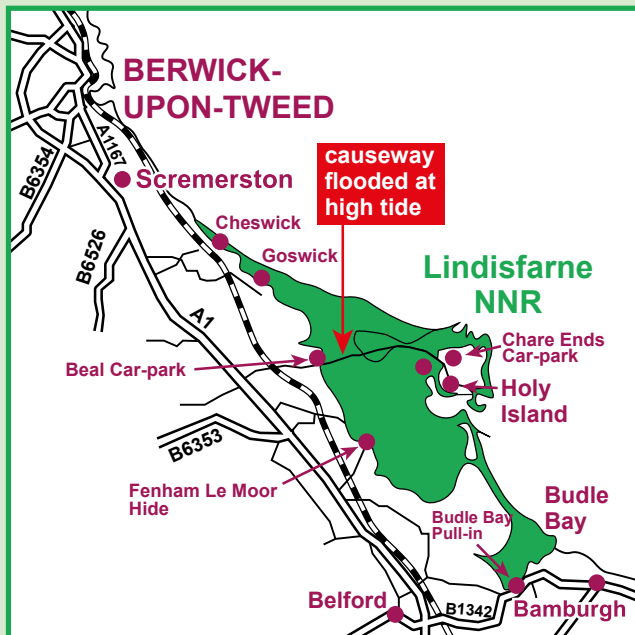 BERWICK-
UPON-TWEED
A1167
B6354
Scremerston
causeway
flooded at
high tide
Cheswick
B6526
Goswick
Lindisfarne
NNR
A1
Chare Ends
Car-park
Beal Car-park
Holy
Island
B6353
Fenham Le Moor
Hide
Budle
Bay
Budle Bay
Pull-in
Belford
B1342
Bamburgh